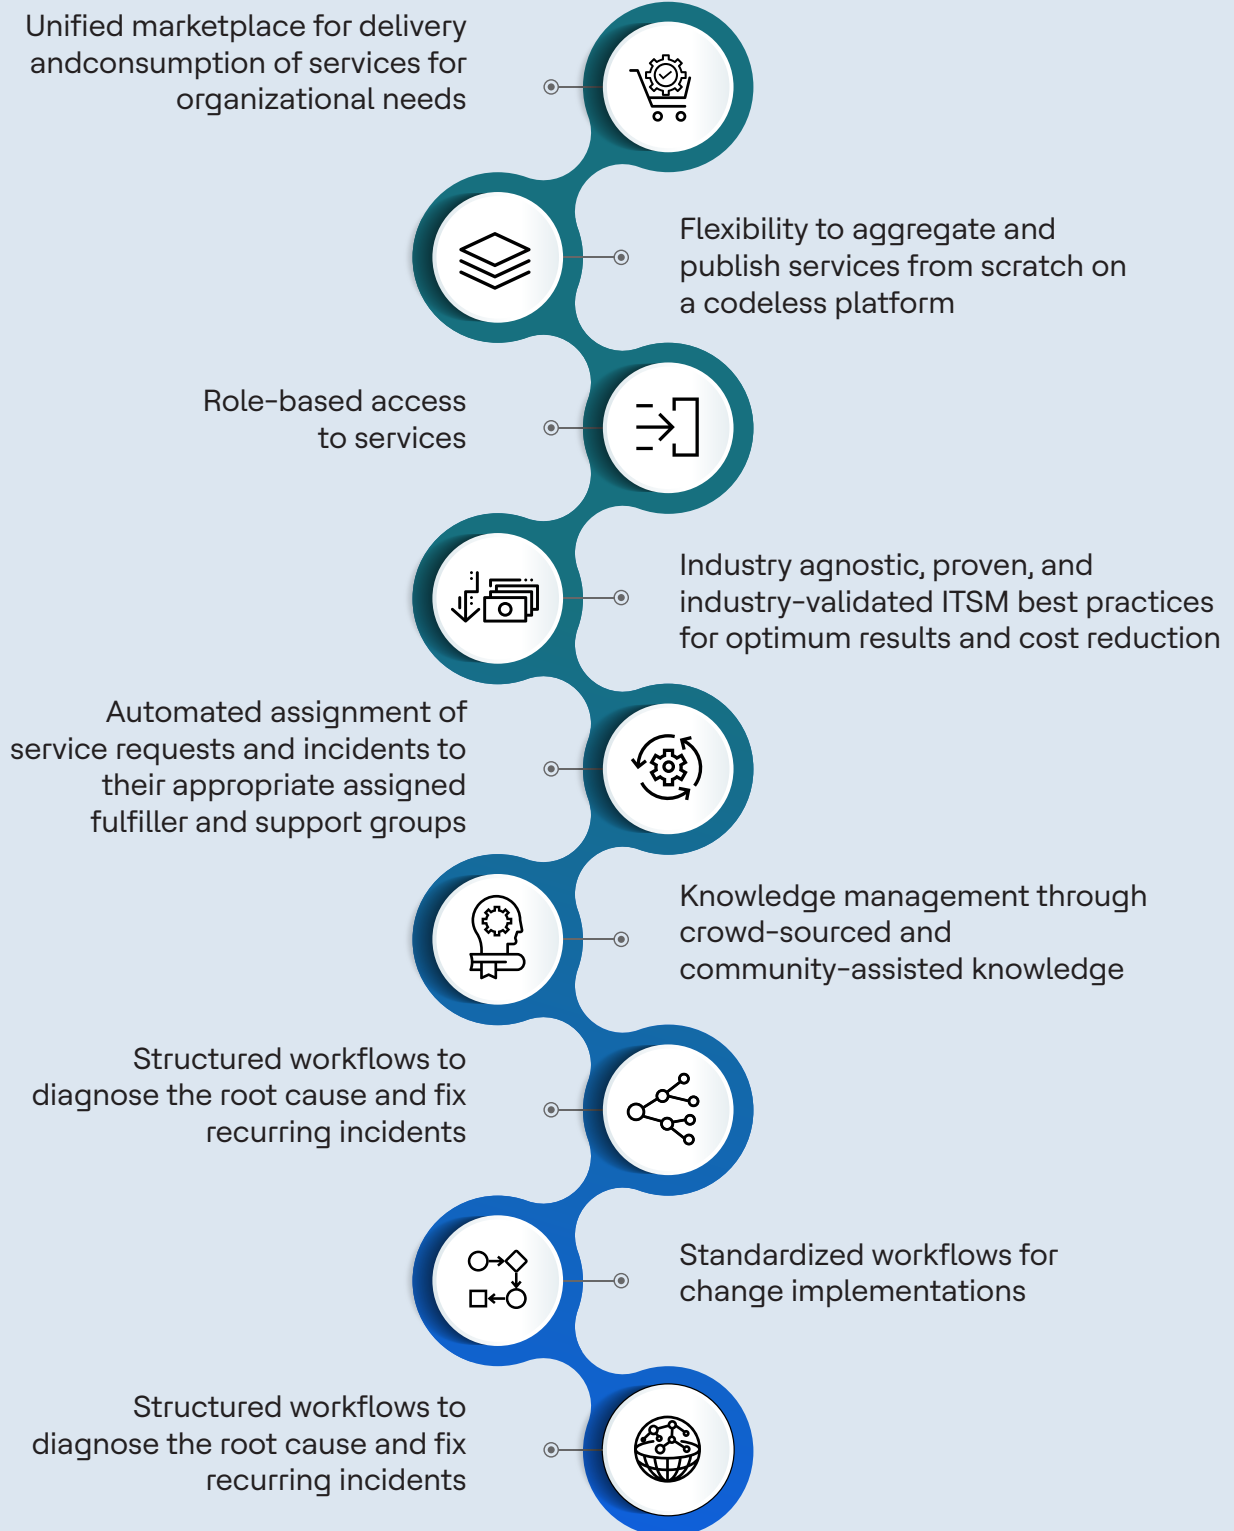 Unified marketplace for delivery
andconsumption of services for
organizational needs
Flexibility to aggregate and
publish services from scratch on
a codeless platform
Role-based access
to services
Industry agnostic, proven, and
industry-validated ITSM best practices
for optimum results and cost reduction
Automated assignment of
service requests and incidents to
their appropriate assigned
fulfiller and support groups
Knowledge management through
crowd-sourced and
community-assisted knowledge
Structured workflows to
diagnose the root cause and fix
recurring incidents
Standardized workflows for
change implementations
Structured workflows to
diagnose the root cause and fix
recurring incidents